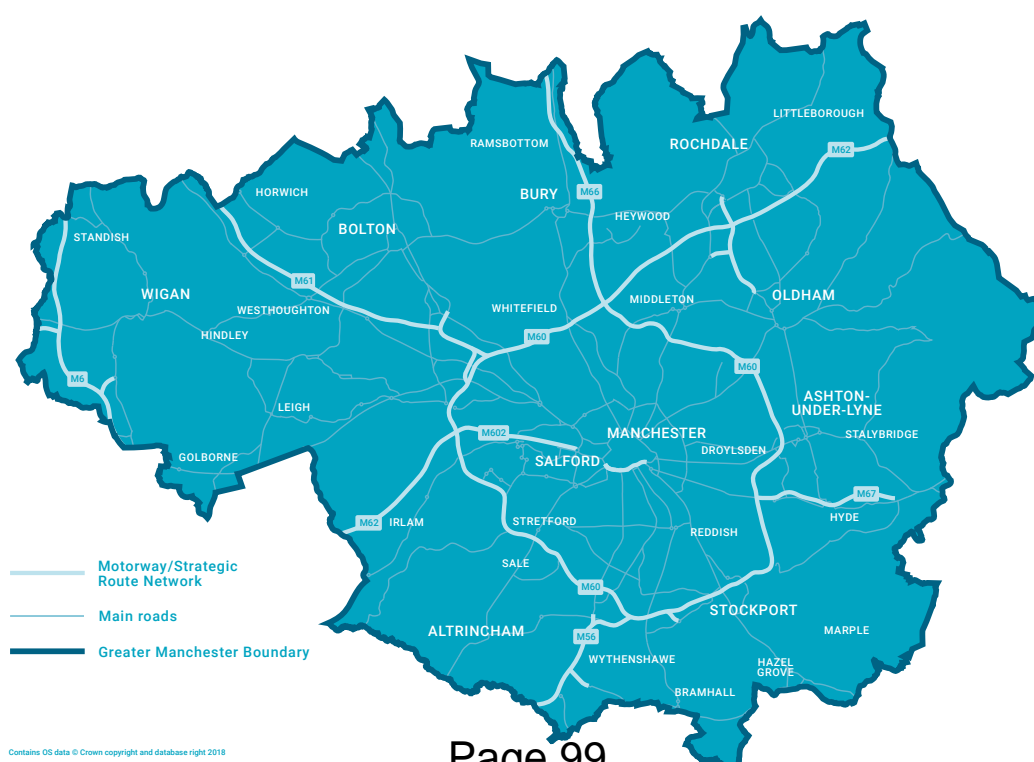 LITTLEBOROUGH
RAMSBOTTOM
ROCHDALE
M62
HORWICH
BURY
M66
HEYWOOD
BOLTON
STANDISH
M61
WIGAN
OLDHAM
MIDDLETON
WESTHOUGHTON
WHITEFIELD
HINDLEY
M60
M60
M6
ASHTON-
UNDER-LYNE
LEIGH
M602
MANCHESTER
STALYBRIDGE
DROYLSDEN
GOLBORNE
SALFORD
M67
M62
IRLAM
STRETFORD
HYDE
REDDISH
SALE
Motorway/Strategic
Route Network
M60
Main roads
STOCKPORT
ALTRINCHAM
M56
MARPLE
Greater Manchester Boundary
WYTHENSHAWE
HAZEL
GROVE
BRAMHALL
Contains OS data © Crown copyright and database right 2018
Page 99